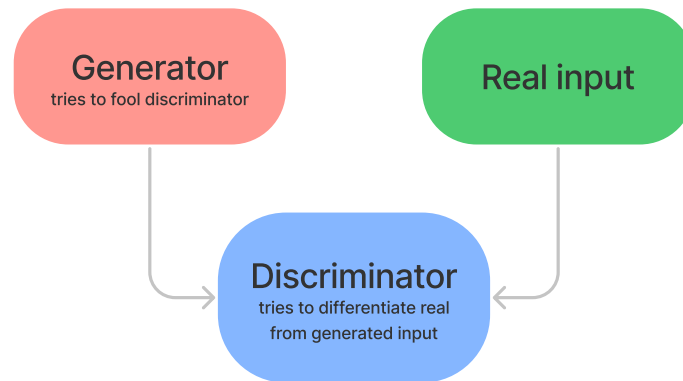 Generator
tries to fool discriminator
Real input
Discriminator
tries to differentiate real
from generated input